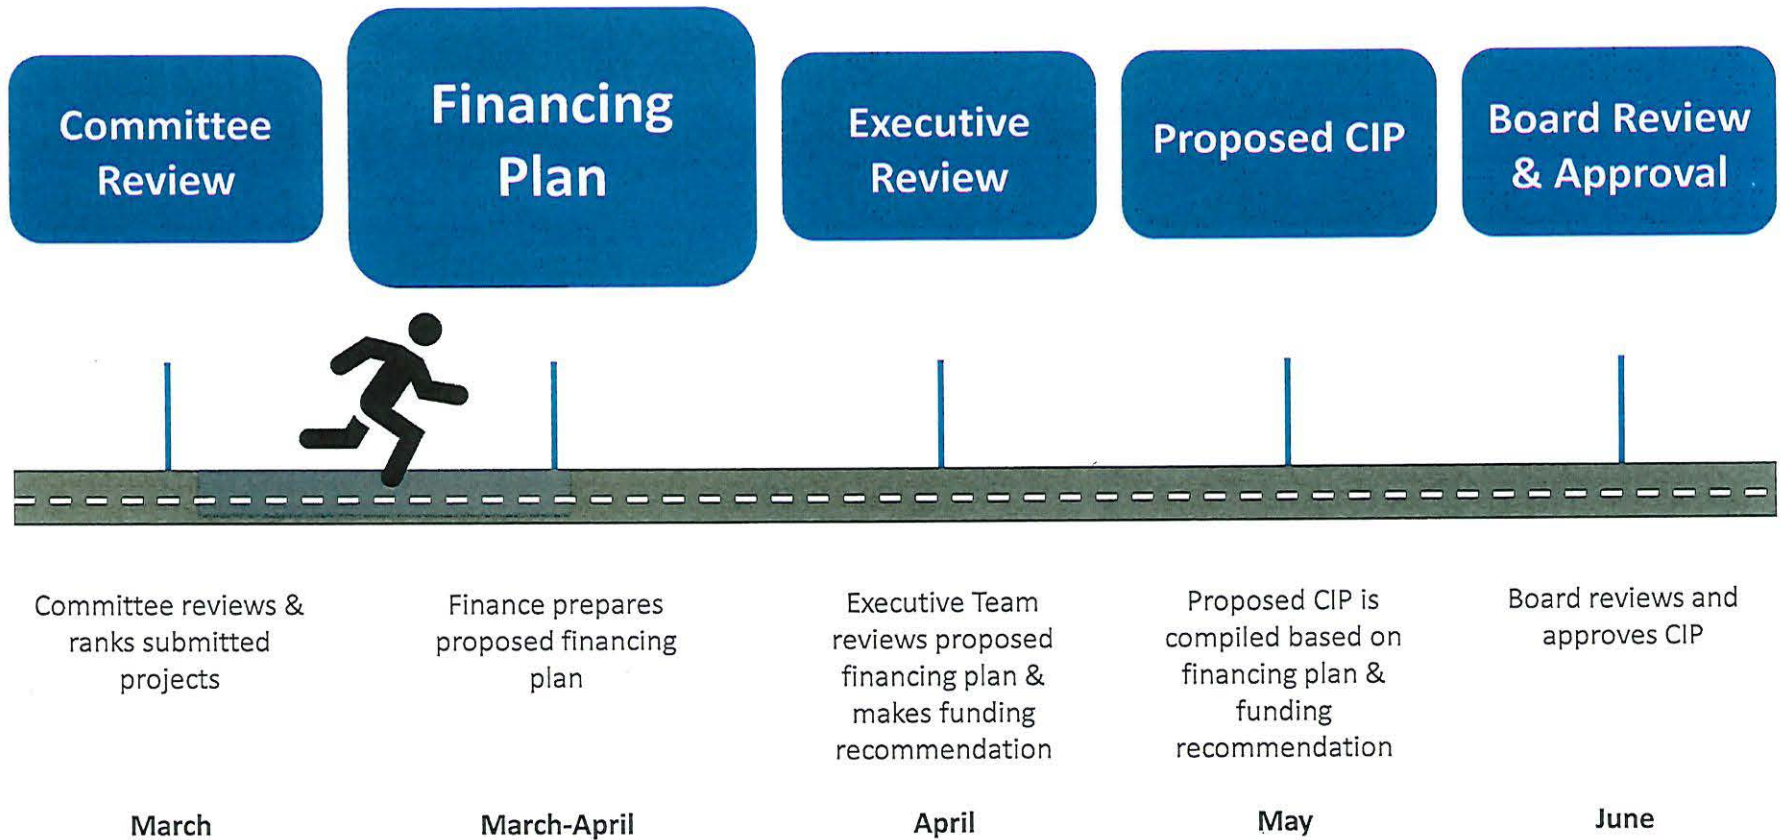 Committee
Review
Financing
Plan
Executive
Review
Proposed CIP
Board Review
& Approval
Committee reviews &
ranks submitted
projects
Finance prepares
proposed financing
plan
Executive Team
reviews proposed
financing plan &
makes funding
recommendation
Proposed CIP is
compiled based on
financing plan &
funding
recommendation
Board reviews and
approves CIP
March
March-April
April
May
June